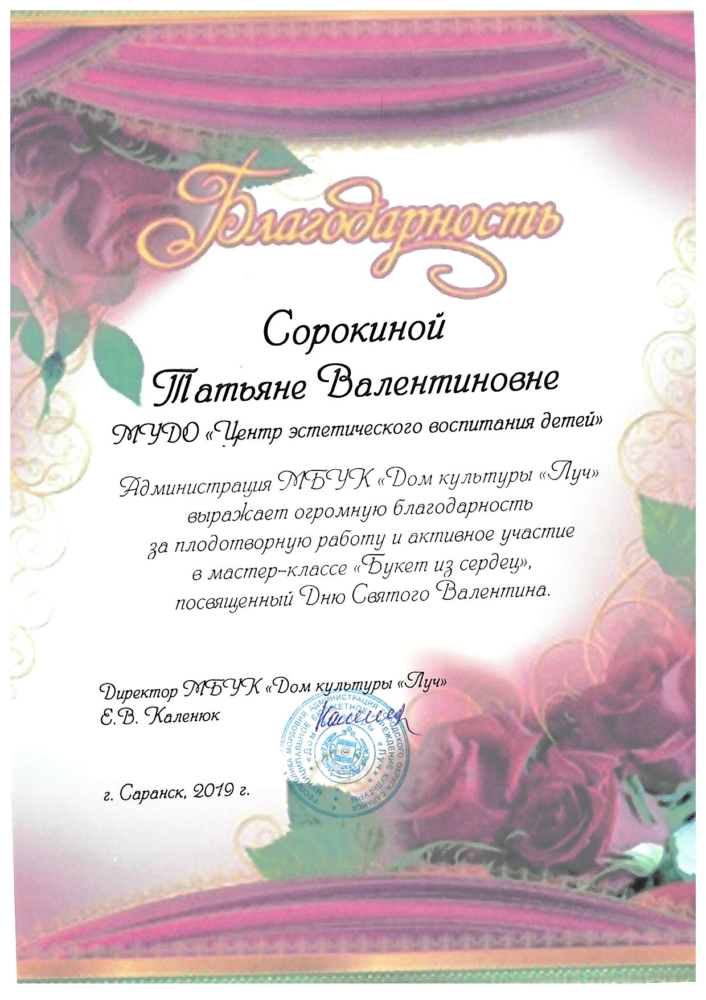 Благодарность
Сорокиной
Татьяне Валентиновне
МУДО «Центр эстетического воспитания детей»
Администрация МБУК «Дом культуры «Луч»
выражает огромную благодарность
за плодотворную работу и активное участие
в мастер-классе «Букет из сердец»,
посвященный Дню Святого Валентина.
Директор МБУК «Дом культуры «Луч»
Е.В. Каленюк
РЕСПУБЛИКА МОРДОВИЯ АДМИНИСТРАЦИЯ ГОРОДСКОГО ОКРУГА САРАНСК
МУНИЦИПАЛЬНОЕ БЮДЖЕТНОЕ УЧРЕЖДЕНИЕ КУЛЬТУРЫ
«ДОМ КУЛЬТУРЫ «ЛУЧ»
г. Саранск, 2019 г.